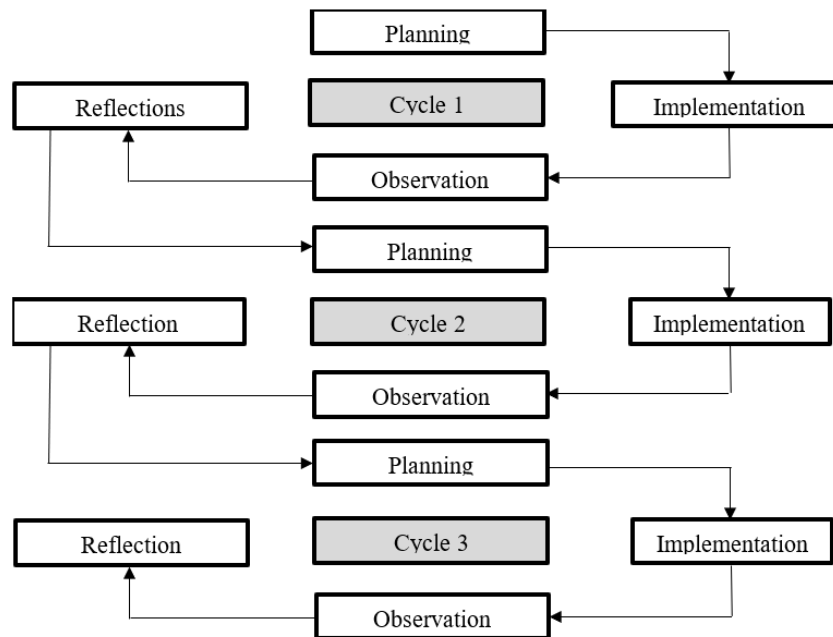 Planning
Reflections
Cycle 1
Implementation
Observation
Planning
Reflection
Cycle 2
Implementation
Observation
Planning
Reflection
Cycle 3
Implementation
Observation